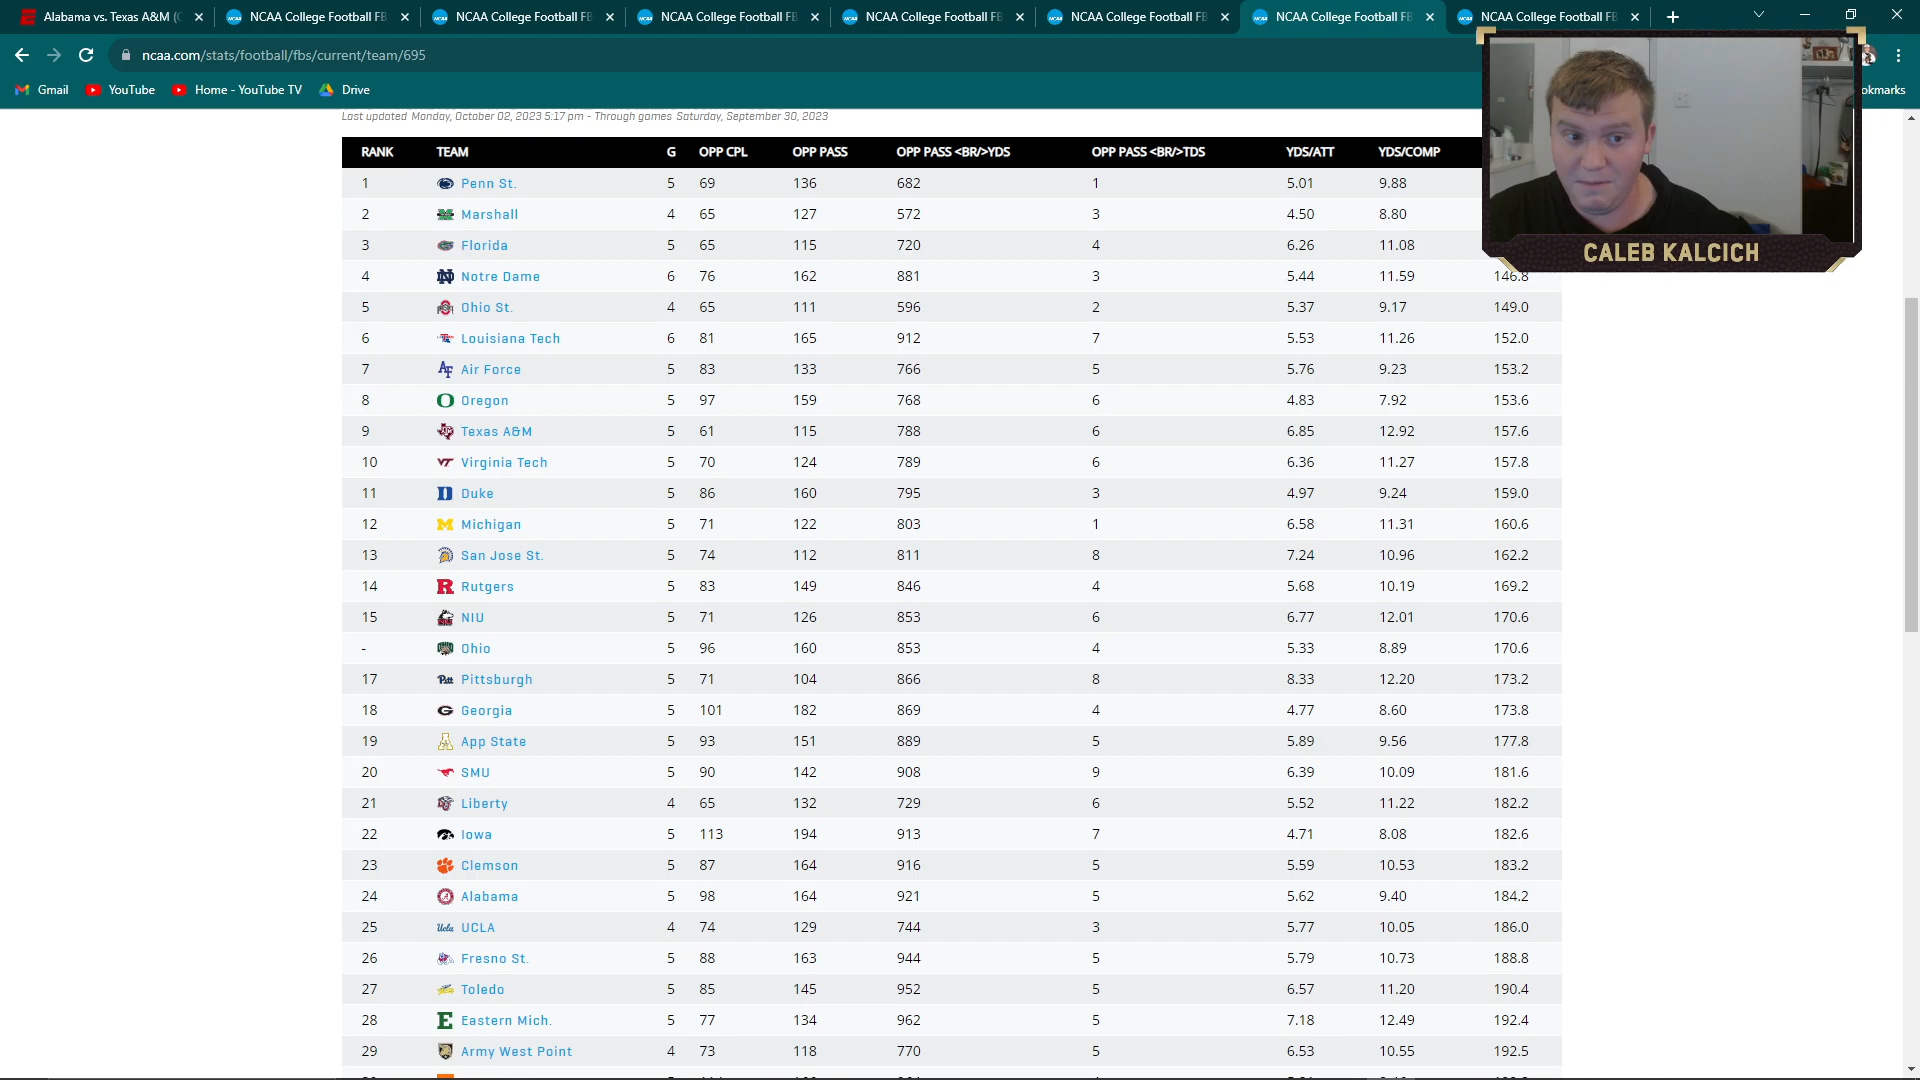 Alabama vs. Texas A&M (C NCAA College Football FB NCAA College Football FB NCAA College Football FB NCAA College Football FB NCAA College Football FB NCAA College Football FB NCAA College Football FB
ncaa.com/stats/football/fbs/current/team/695
Gmail YouTube Home - YouTube TV Drive okmarks
Last updated Monday, October 02, 2023 5:17 pm - Through games Saturday, September 30, 2023
RANK TEAM G OPP CPL OPP PASS OPP PASS <BR/>YDS OPP PASS <BR/>TDS YDS/ATT YDS/COMP
1 Penn St. 5 69 136 682 1 5.01 9.88
2 Marshall 4 65 127 572 3 4.50 8.80
3 Florida 5 65 115 720 4 6.26 11.08
CALEB KALCICH
4 Notre Dame 6 76 162 881 3 5.44 11.59 146.8
5 Ohio St. 4 65 111 596 2 5.37 9.17 149.0
6 Louisiana Tech 6 81 165 912 7 5.53 11.26 152.0
7 Air Force 5 83 133 766 5 5.76 9.23 153.2
8 Oregon 5 97 159 768 6 4.83 7.92 153.6
9 Texas A&M 5 61 115 788 6 6.85 12.92 157.6
10 Virginia Tech 5 70 124 789 6 6.36 11.27 157.8
11 Duke 5 86 160 795 3 4.97 9.24 159.0
12 Michigan 5 71 122 803 1 6.58 11.31 160.6
13 San Jose St. 5 74 112 811 8 7.24 10.96 162.2
14 Rutgers 5 83 149 846 4 5.68 10.19 169.2
15 NIU 5 71 126 853 6 6.77 12.01 170.6
- Ohio 5 96 160 853 4 5.33 8.89 170.6
17 Pittsburgh 5 71 104 866 8 8.33 12.20 173.2
18 Georgia 5 101 182 869 4 4.77 8.60 173.8
19 App State 5 93 151 889 5 5.89 9.56 177.8
20 SMU 5 90 142 908 9 6.39 10.09 181.6
21 Liberty 4 65 132 729 6 5.52 11.22 182.2
22 Iowa 5 113 194 913 7 4.71 8.08 182.6
23 Clemson 5 87 164 916 5 5.59 10.53 183.2
24 Alabama 5 98 164 921 5 5.62 9.40 184.2
25 UCLA 4 74 129 744 3 5.77 10.05 186.0
26 Fresno St. 5 88 163 944 5 5.79 10.73 188.8
27 Toledo 5 85 145 952 5 6.57 11.20 190.4
28 Eastern Mich. 5 77 134 962 5 7.18 12.49 192.4
29 Army West Point 4 73 118 770 5 6.53 10.55 192.5